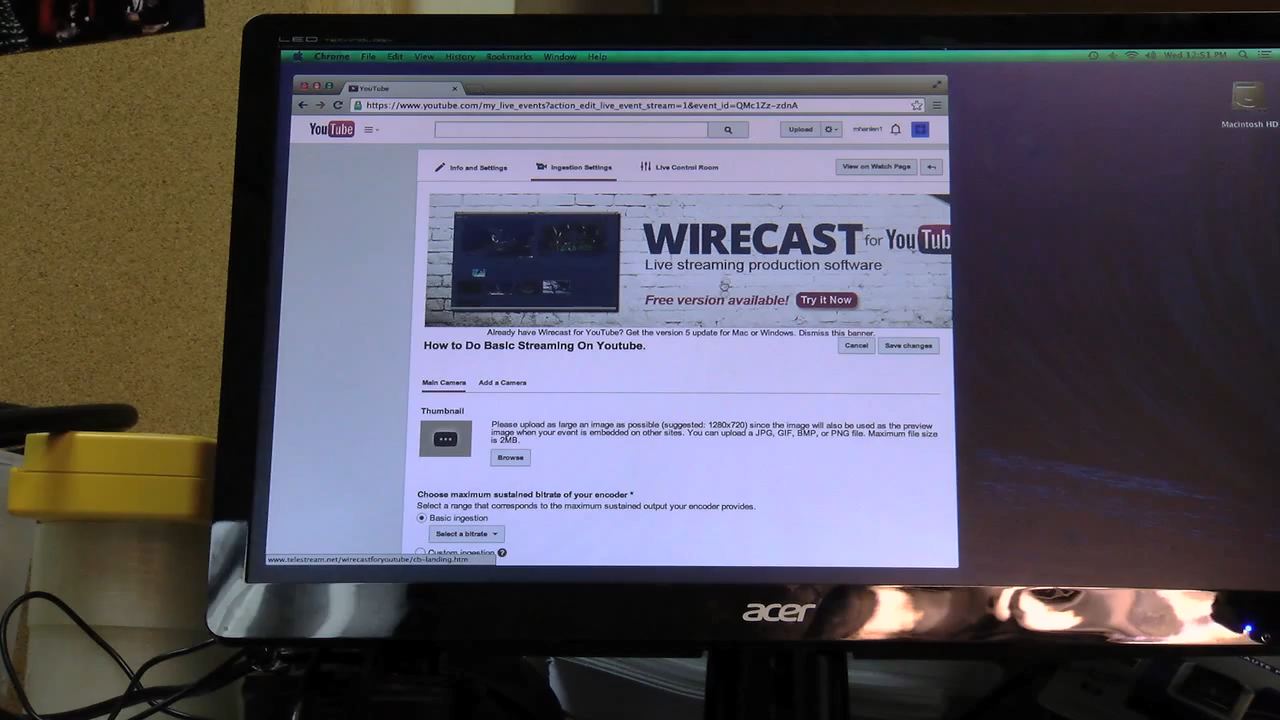 LED TECHNOLOGY
Chrome File Edit View History Bookmarks Window Help
Wed 12:51 PM
YouTube
https://www.youtube.com/my_live_events?action_edit_live_event_stream=1&event_id=QMc1Zz-zdnA
YouTube
Upload
mhanlen1
Macintosh HD
Info and Settings
Ingestion Settings
Live Control Room
View on Watch Page
WIRECAST for YouTub
Live streaming production software
Free version available! Try it Now
Already have Wirecast for YouTube? Get the version 5 update for Mac or Windows. Dismiss this banner.
How to Do Basic Streaming On Youtube.
Cancel
Save changes
Main Camera
Add a Camera
Thumbnail
Please upload as large an image as possible (suggested: 1280x720) since the image will also be used as the preview
image when your event is embedded on other sites. You can upload a JPG, GIF, BMP, or PNG file. Maximum file size
is 2MB.
Browse
Choose maximum sustained bitrate of your encoder *
Select a range that corresponds to the maximum sustained output your encoder provides.
Basic ingestion
Select a bitrate
Custom ingestion ?
www.telestream.net/wirecastforyoutube/cb-landing.htm
acer